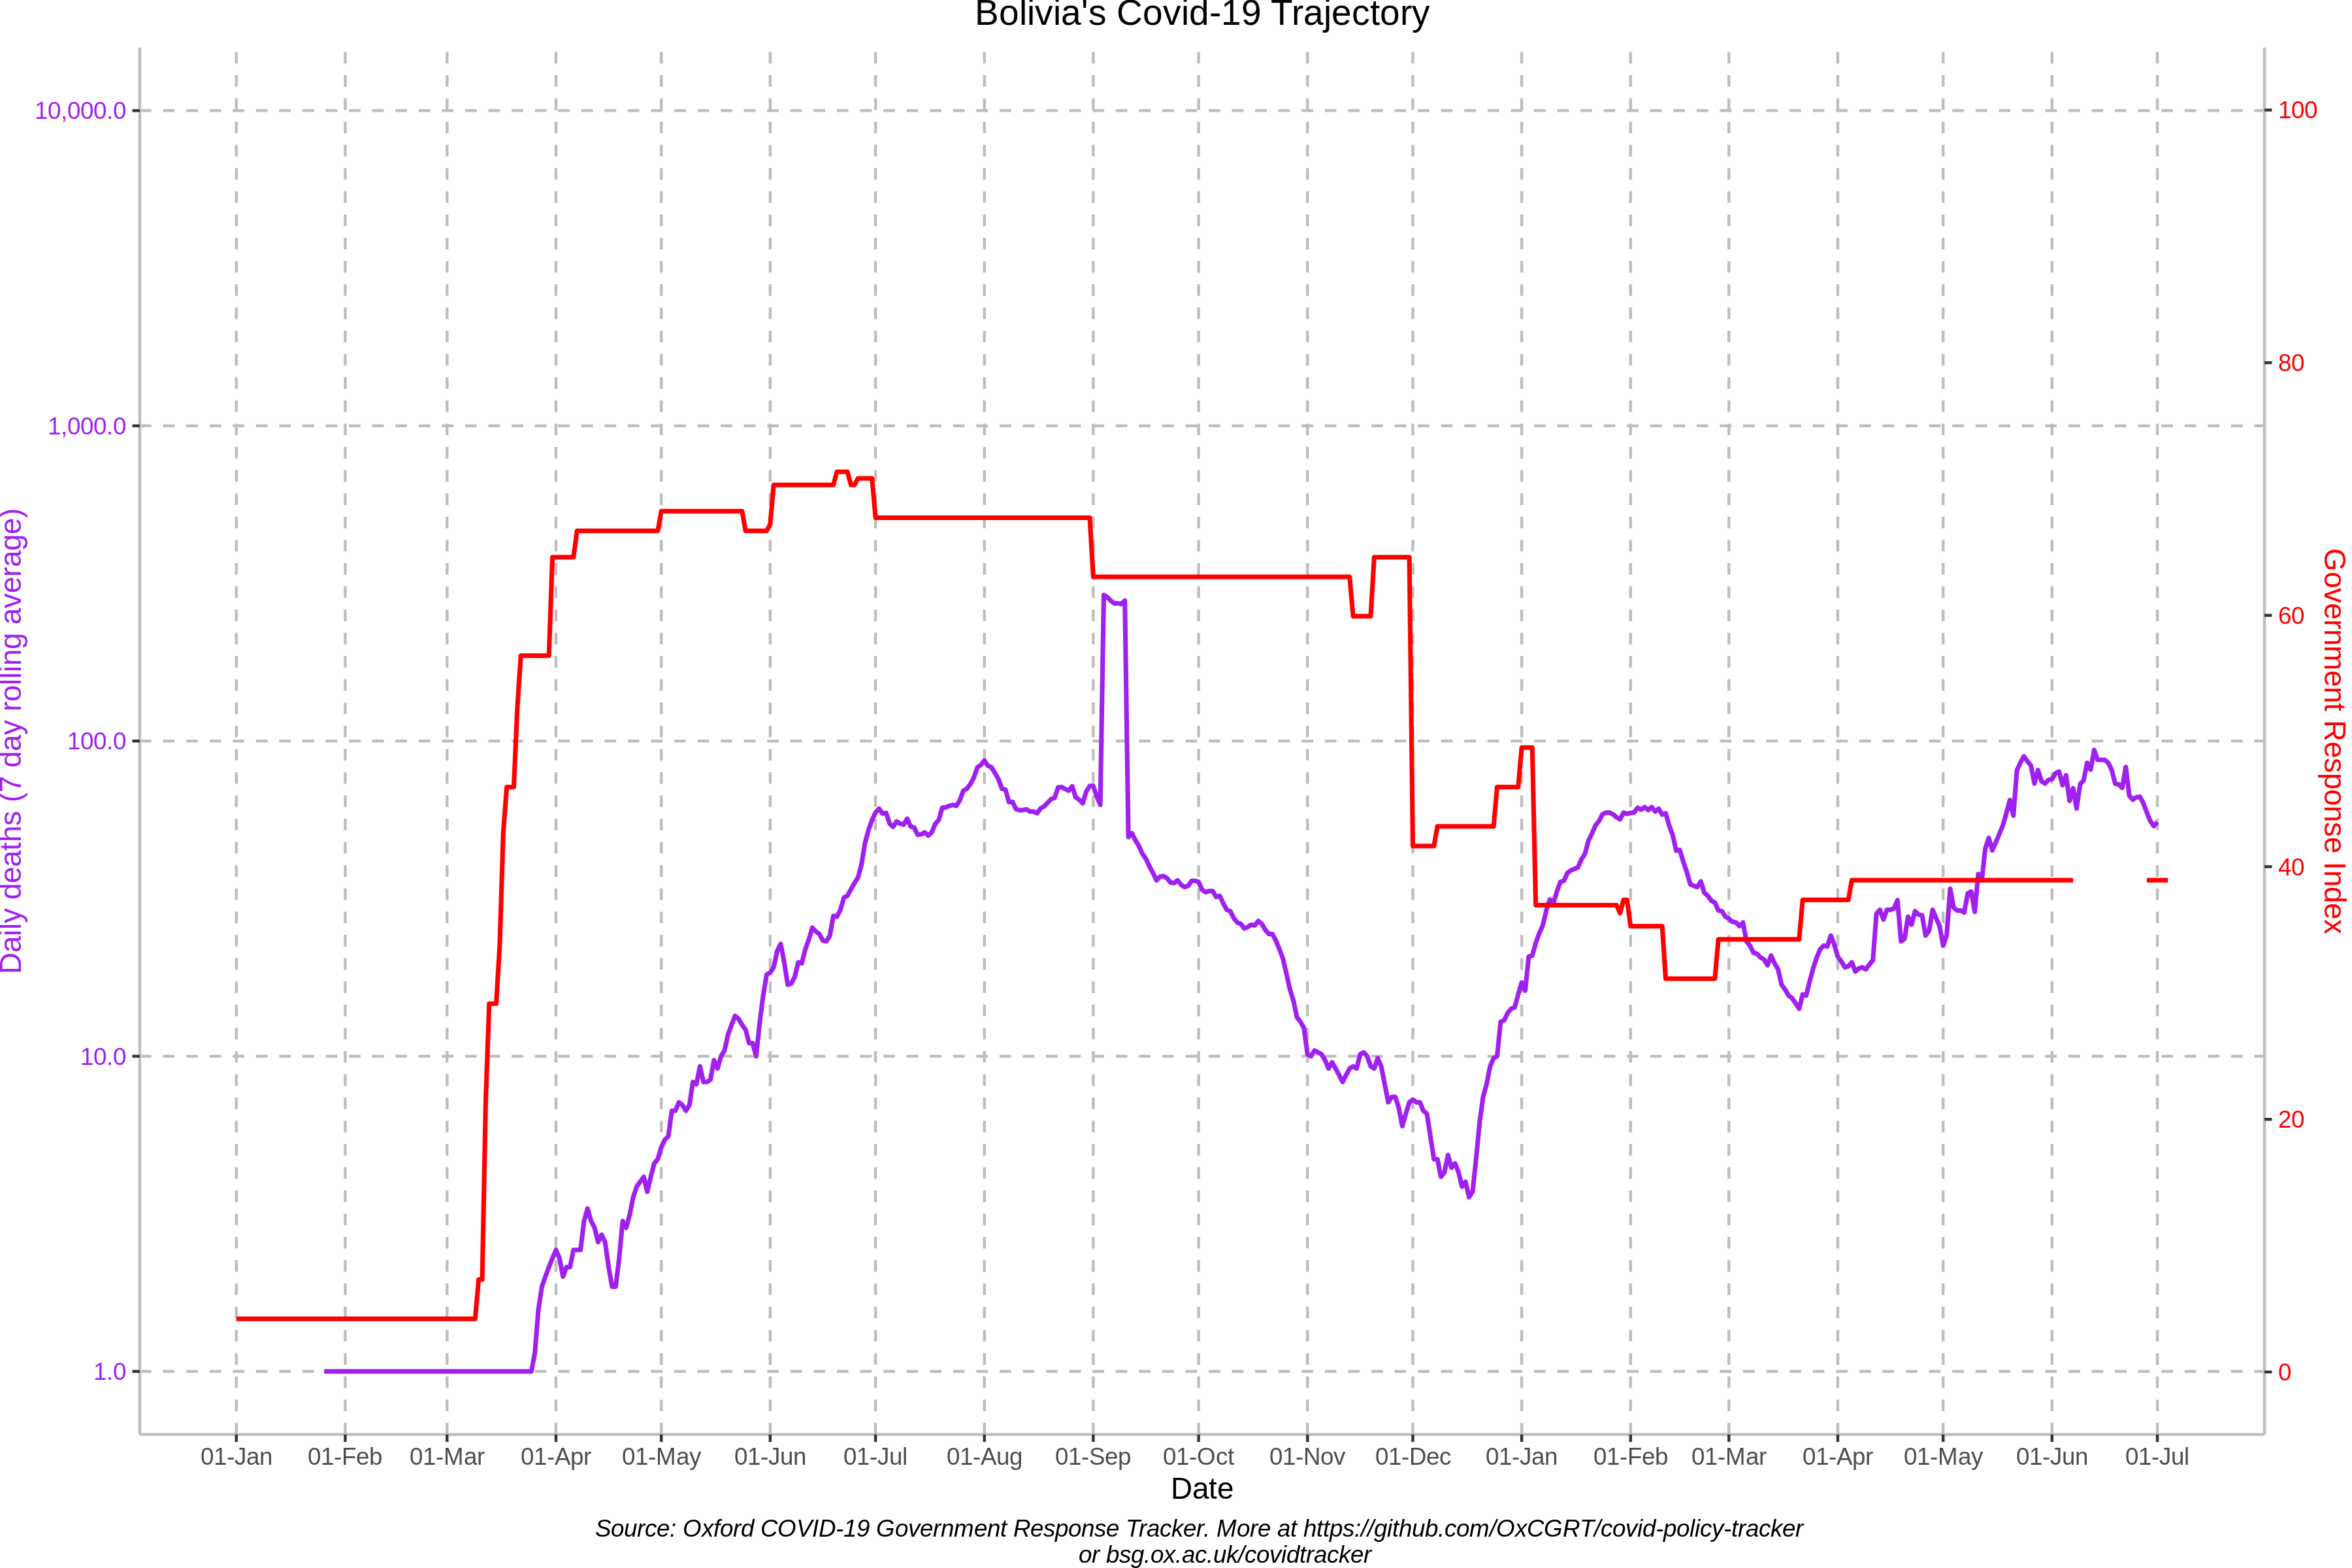 Bolivia's Covid-19 Trajectory
10,000.0
1,000.0
100.0
10.0
1.0
Daily deaths (7 day rolling average)
100
80
60
40
20
0
Government Response Index
01-Jan 01-Feb 01-Mar 01-Apr 01-May 01-Jun 01-Jul 01-Aug 01-Sep 01-Oct 01-Nov 01-Dec 01-Jan 01-Feb 01-Mar 01-Apr 01-May 01-Jun 01-Jul
Date
Source: Oxford COVID-19 Government Response Tracker. More at https://github.com/OxCGRT/covid-policy-tracker
or bsg.ox.ac.uk/covidtracker